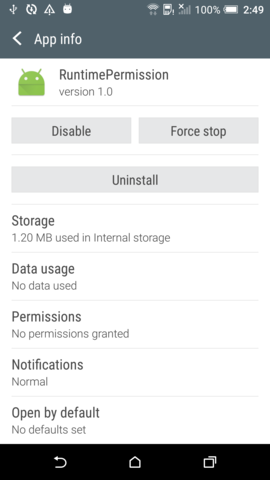 100% 2:49
App info
RuntimePermission
version 1.0
Disable Force stop
Uninstall
Storage
1.20 MB used in Internal storage
Data usage
No data used
Permissions
No permissions granted
Notifications
Normal
Open by default
No defaults set